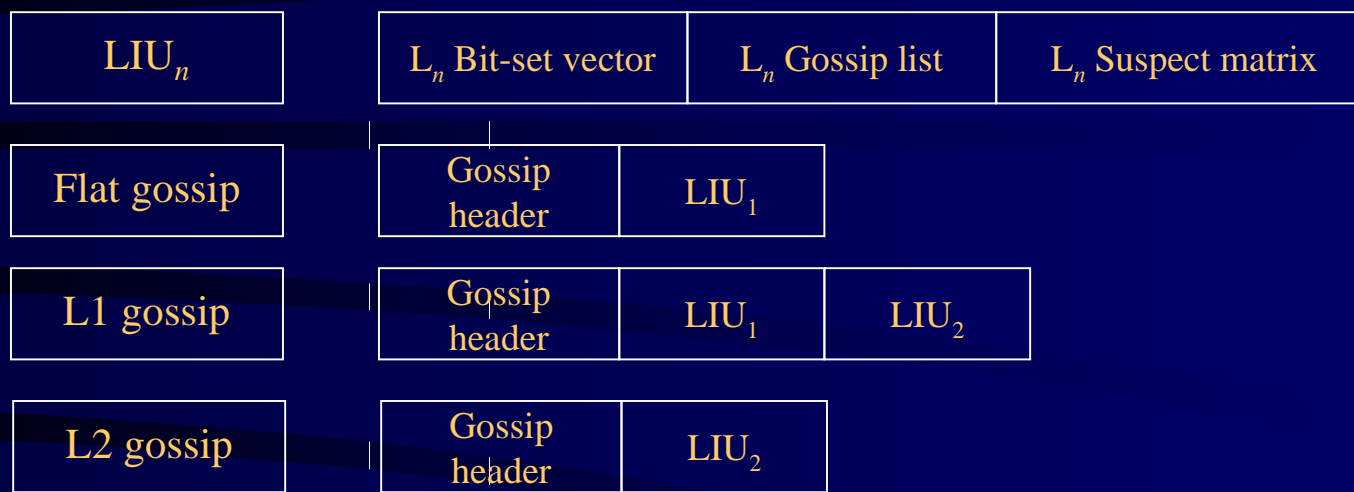 LIUₙ
Lₙ Bit-set vector
Lₙ Gossip list
Lₙ Suspect matrix
Flat gossip
Gossip
header
LIU₁
L1 gossip
Gossip
header
LIU₁
LIU₂
L2 gossip
Gossip
header
LIU₂